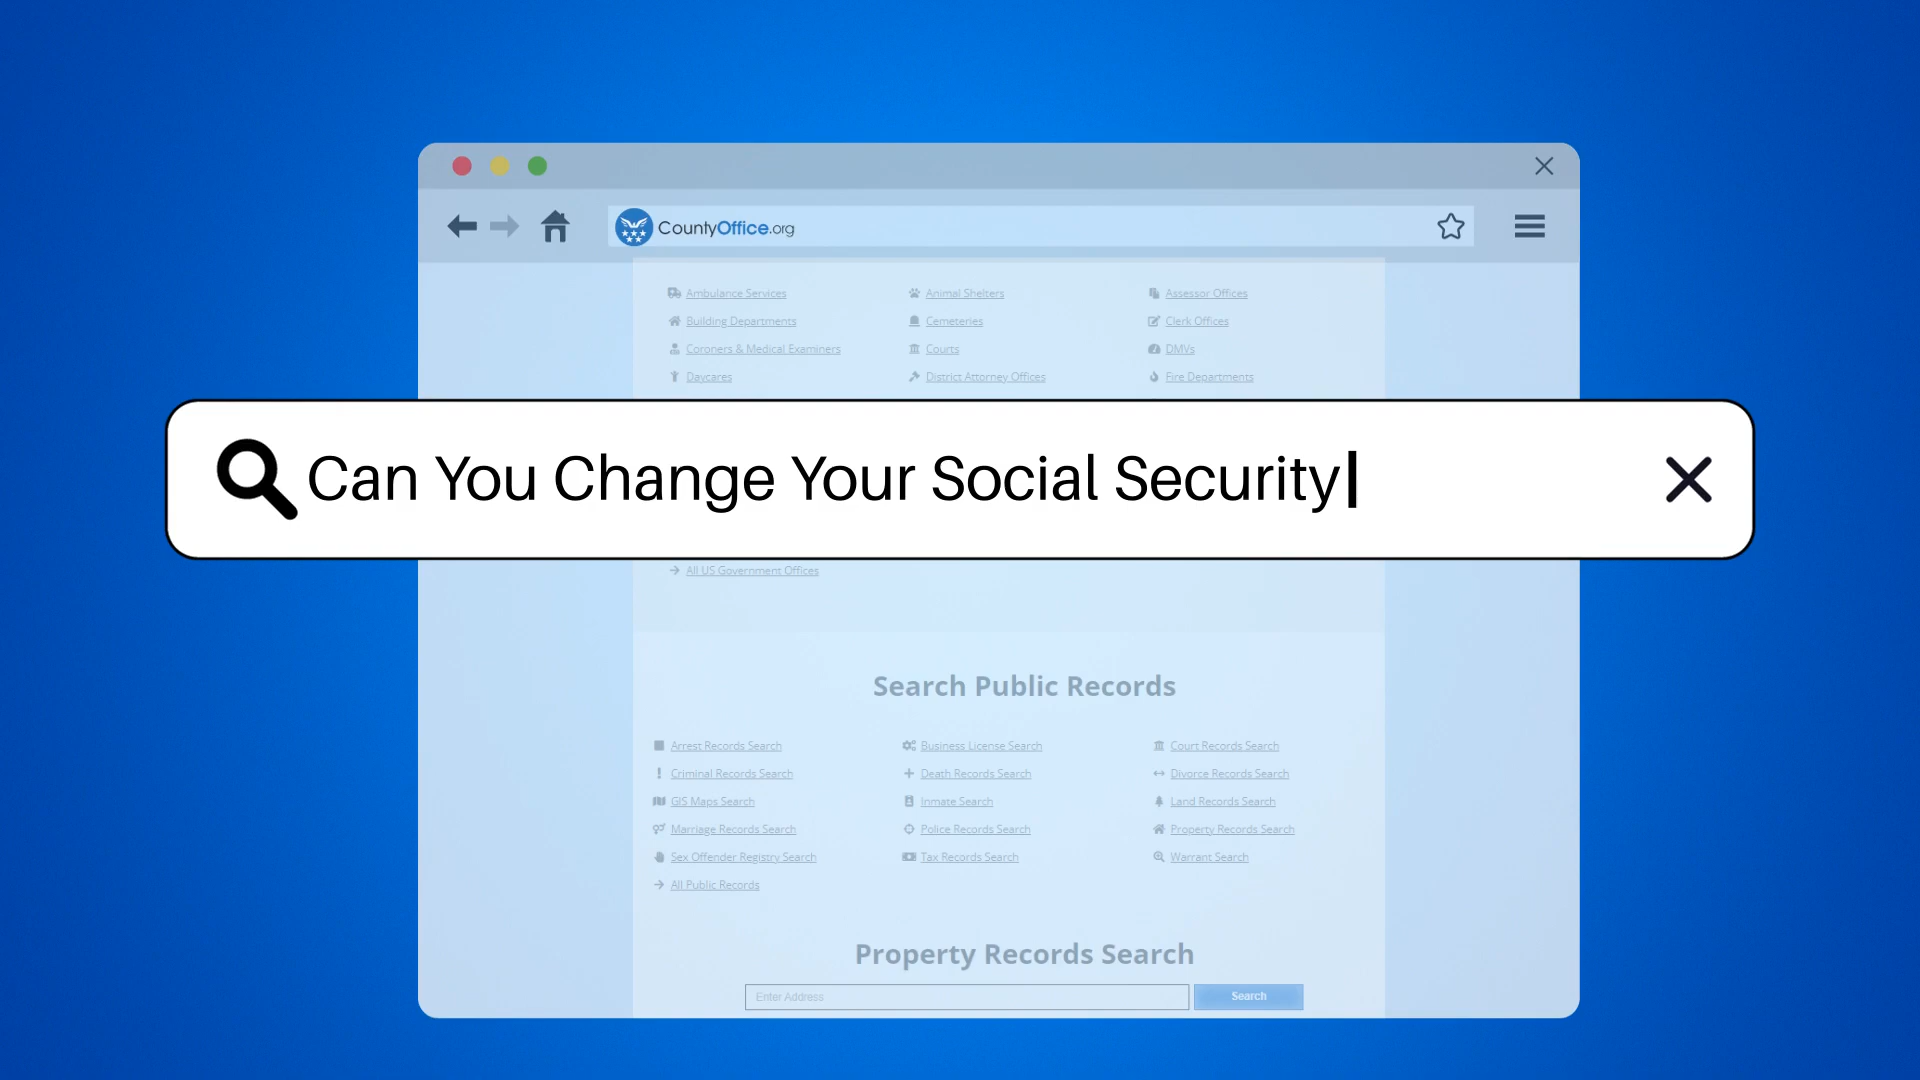 CountyOffice.org
Ambulance Services Animal Shelters Assessor Offices
Building Departments Cemeteries Clerk Offices
Coroners & Medical Examiners Courts DMVs
Daycares District Attorney Offices Fire Departments
Can You Change Your Social Security
All US Government Offices
Search Public Records
Arrest Records Search Business License Search Court Records Search
Criminal Records Search Death Records Search Divorce Records Search
GIS Maps Search Inmate Search Land Records Search
Marriage Records Search Police Records Search Property Records Search
Sex Offender Registry Search Tax Records Search Warrant Search
All Public Records
Property Records Search
Enter Address Search